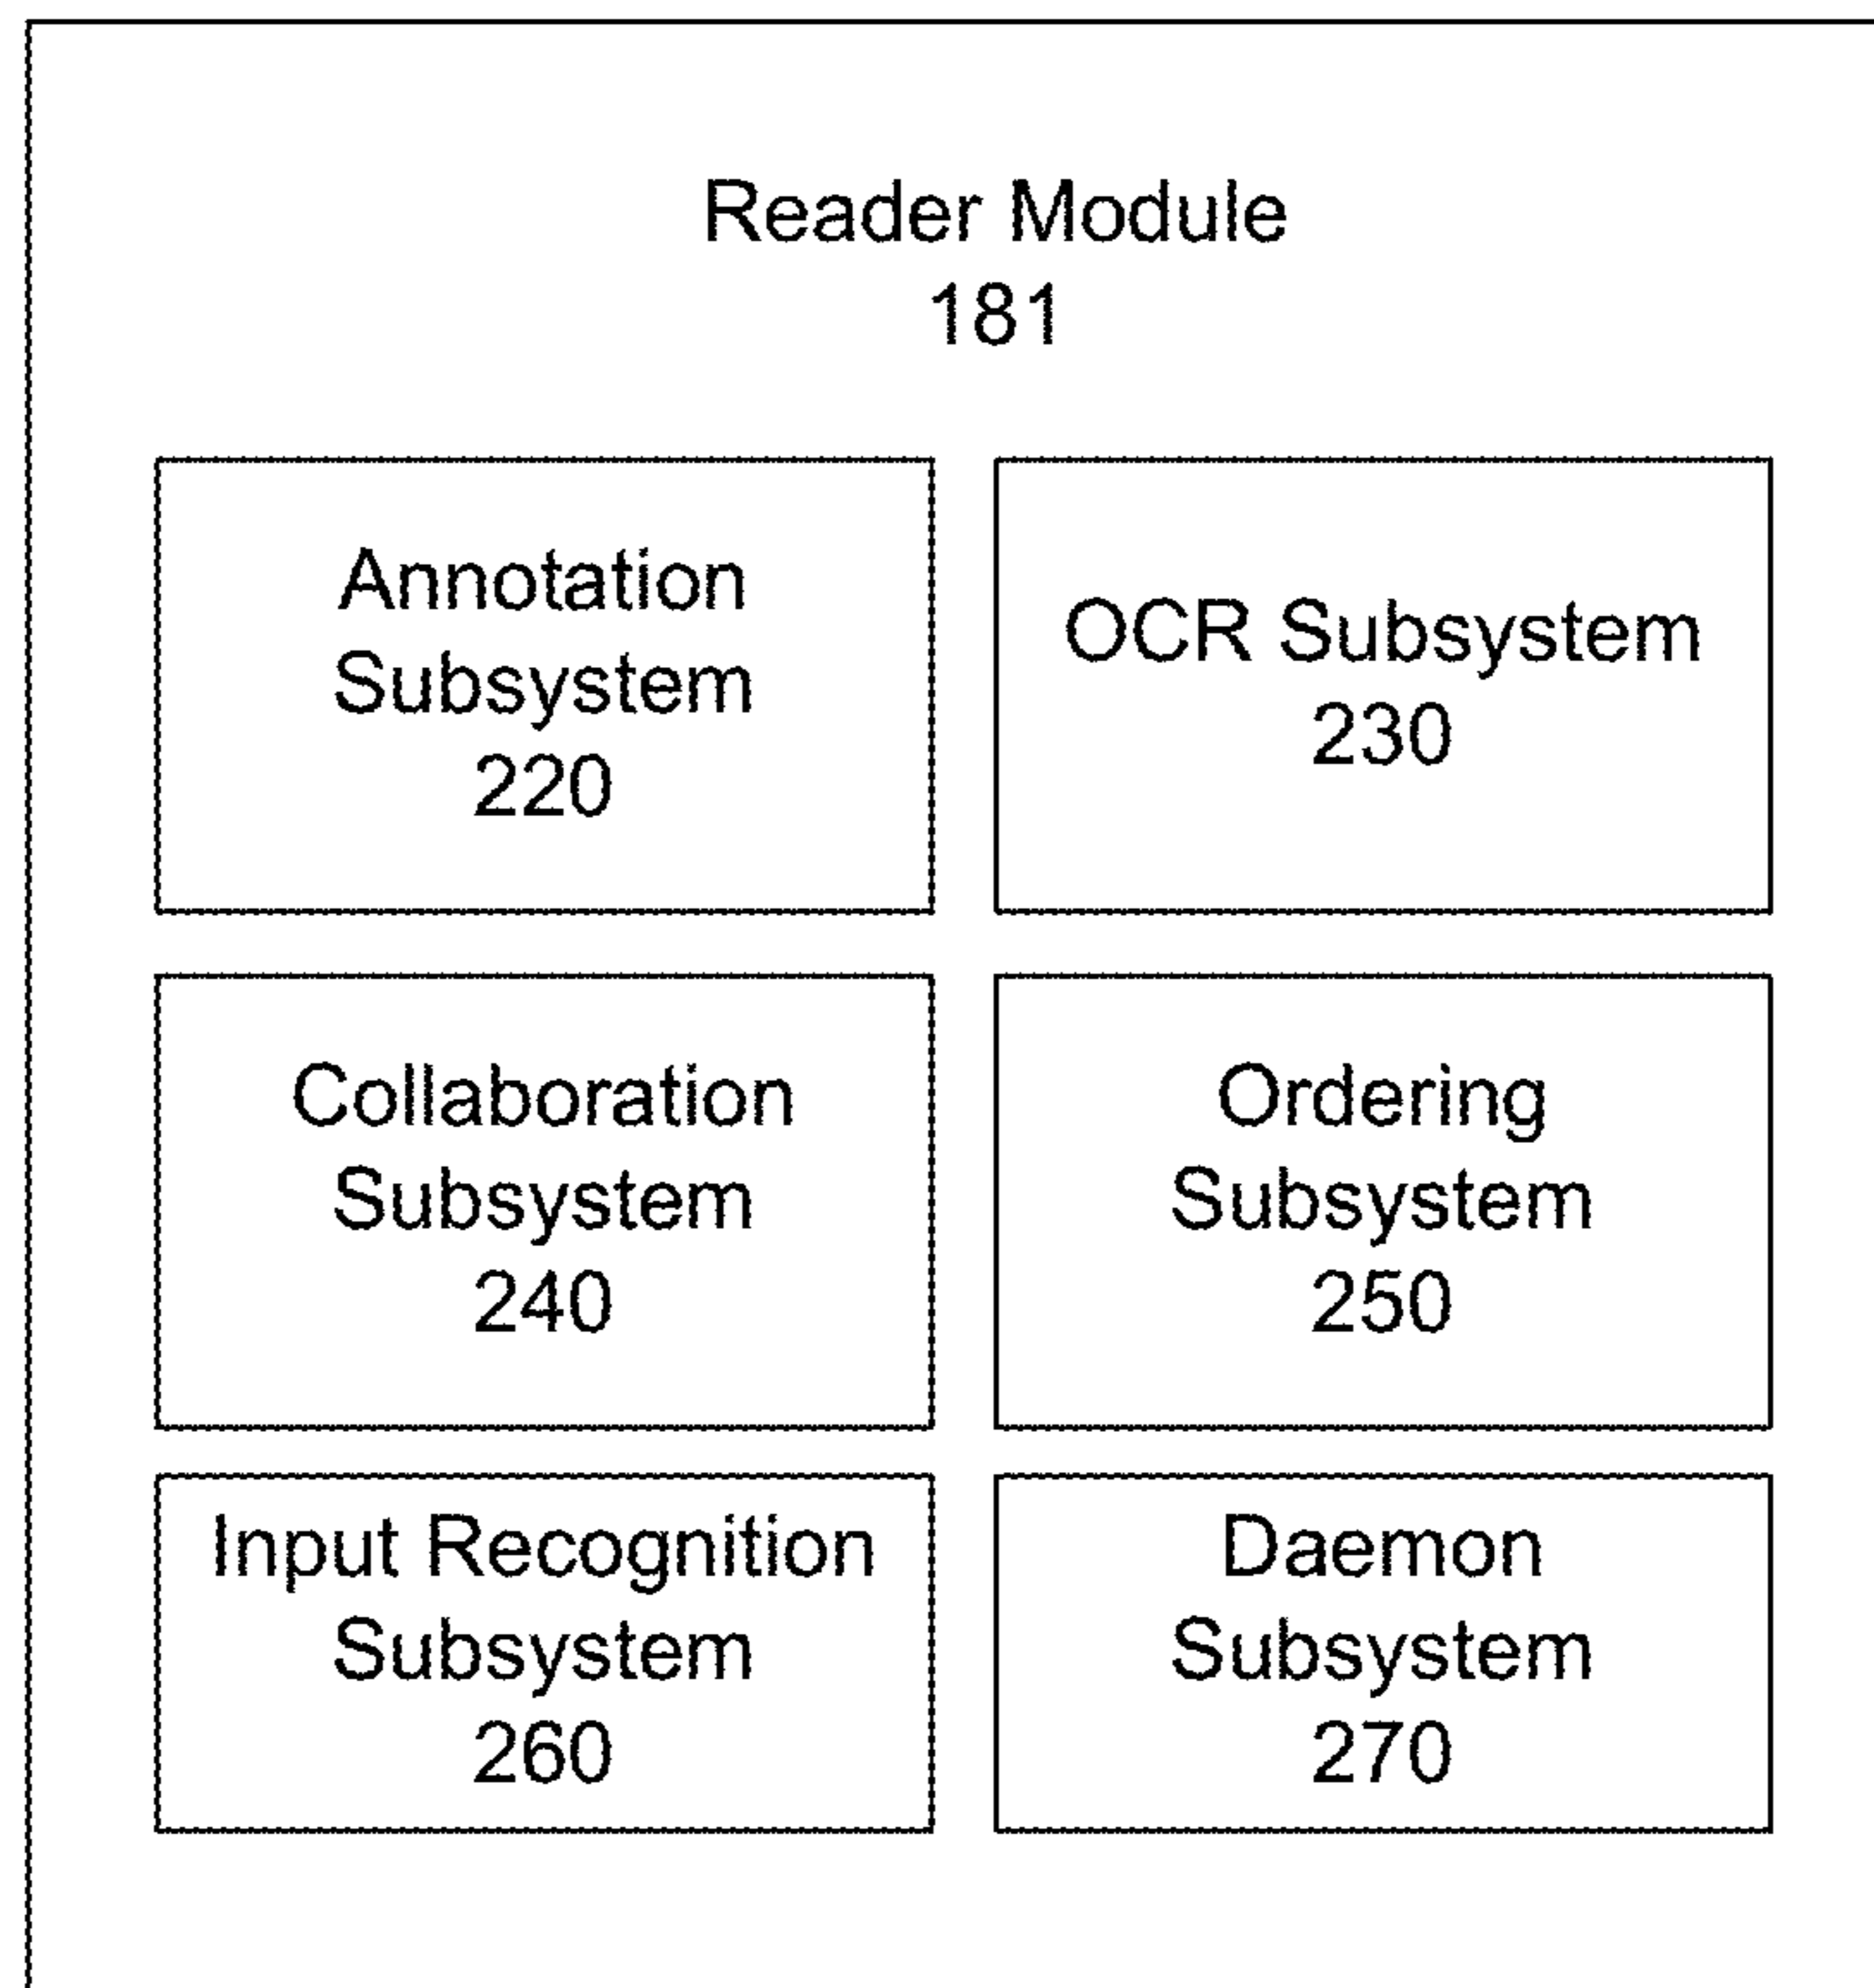 Reader Module
181
Annotation
Subsystem
220
OCR Subsystem
230
Collaboration
Subsystem
240
Ordering
Subsystem
250
Input Recognition
Subsystem
260
Daemon
Subsystem
270